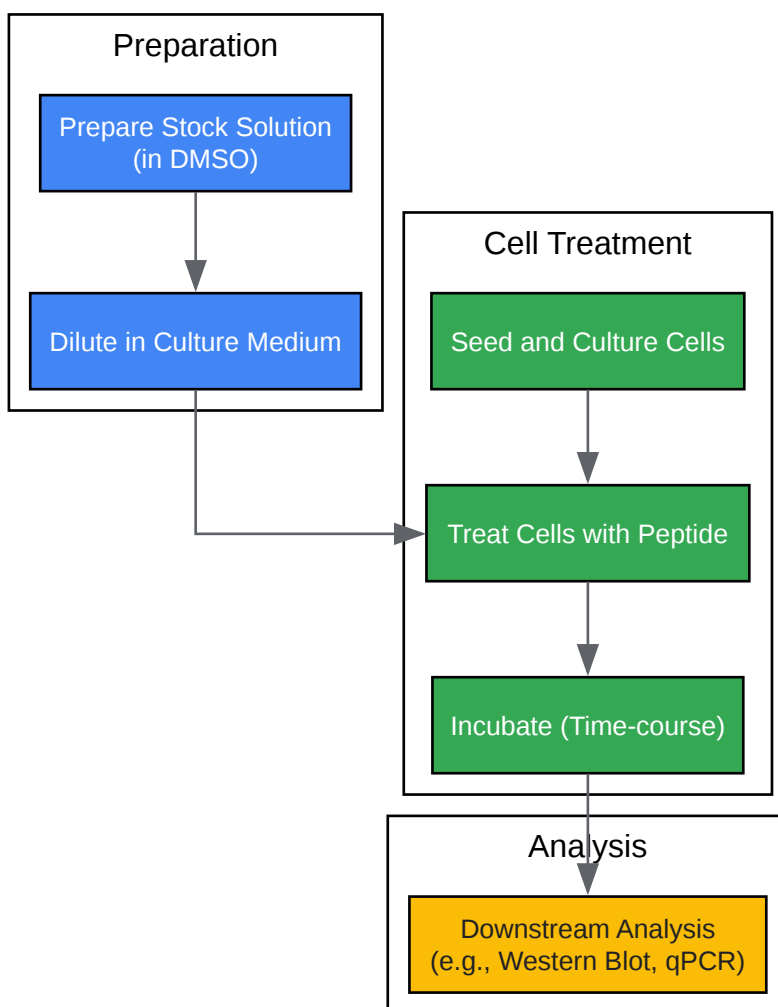 Preparation
Prepare Stock Solution
(in DMSO)
Dilute in Culture Medium
Cell Treatment
Seed and Culture Cells
Treat Cells with Peptide
Incubate (Time-course)
Analysis
Downstream Analysis
(e.g., Western Blot, qPCR)